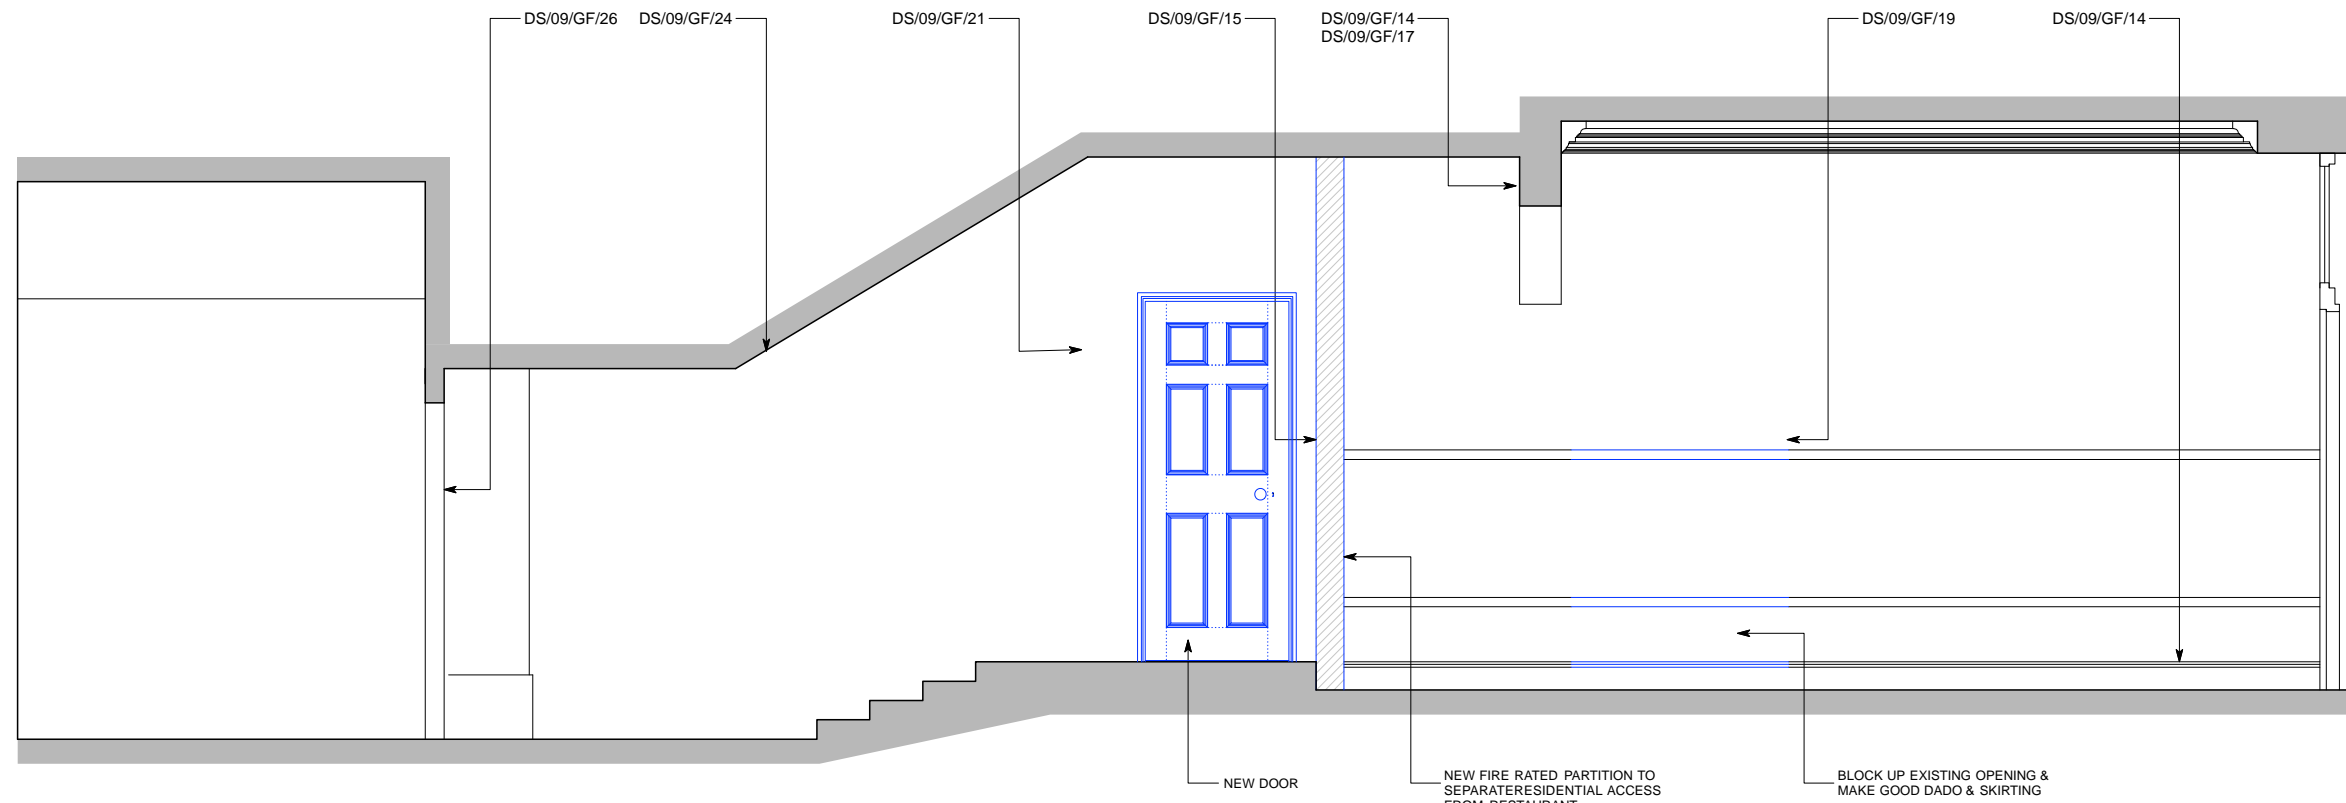 DS/09/GF/26
DS/09/GF/24
DS/09/GF/21
DS/09/GF/15
DS/09/GF/14
DS/09/GF/17
DS/09/GF/19
DS/09/GF/14
NEW DOOR
NEW FIRE RATED PARTITION TO
SEPARATERESIDENTIAL ACCESS
FROM RESTAURANT
BLOCK UP EXISTING OPENING &
MAKE GOOD DADO & SKIRTING